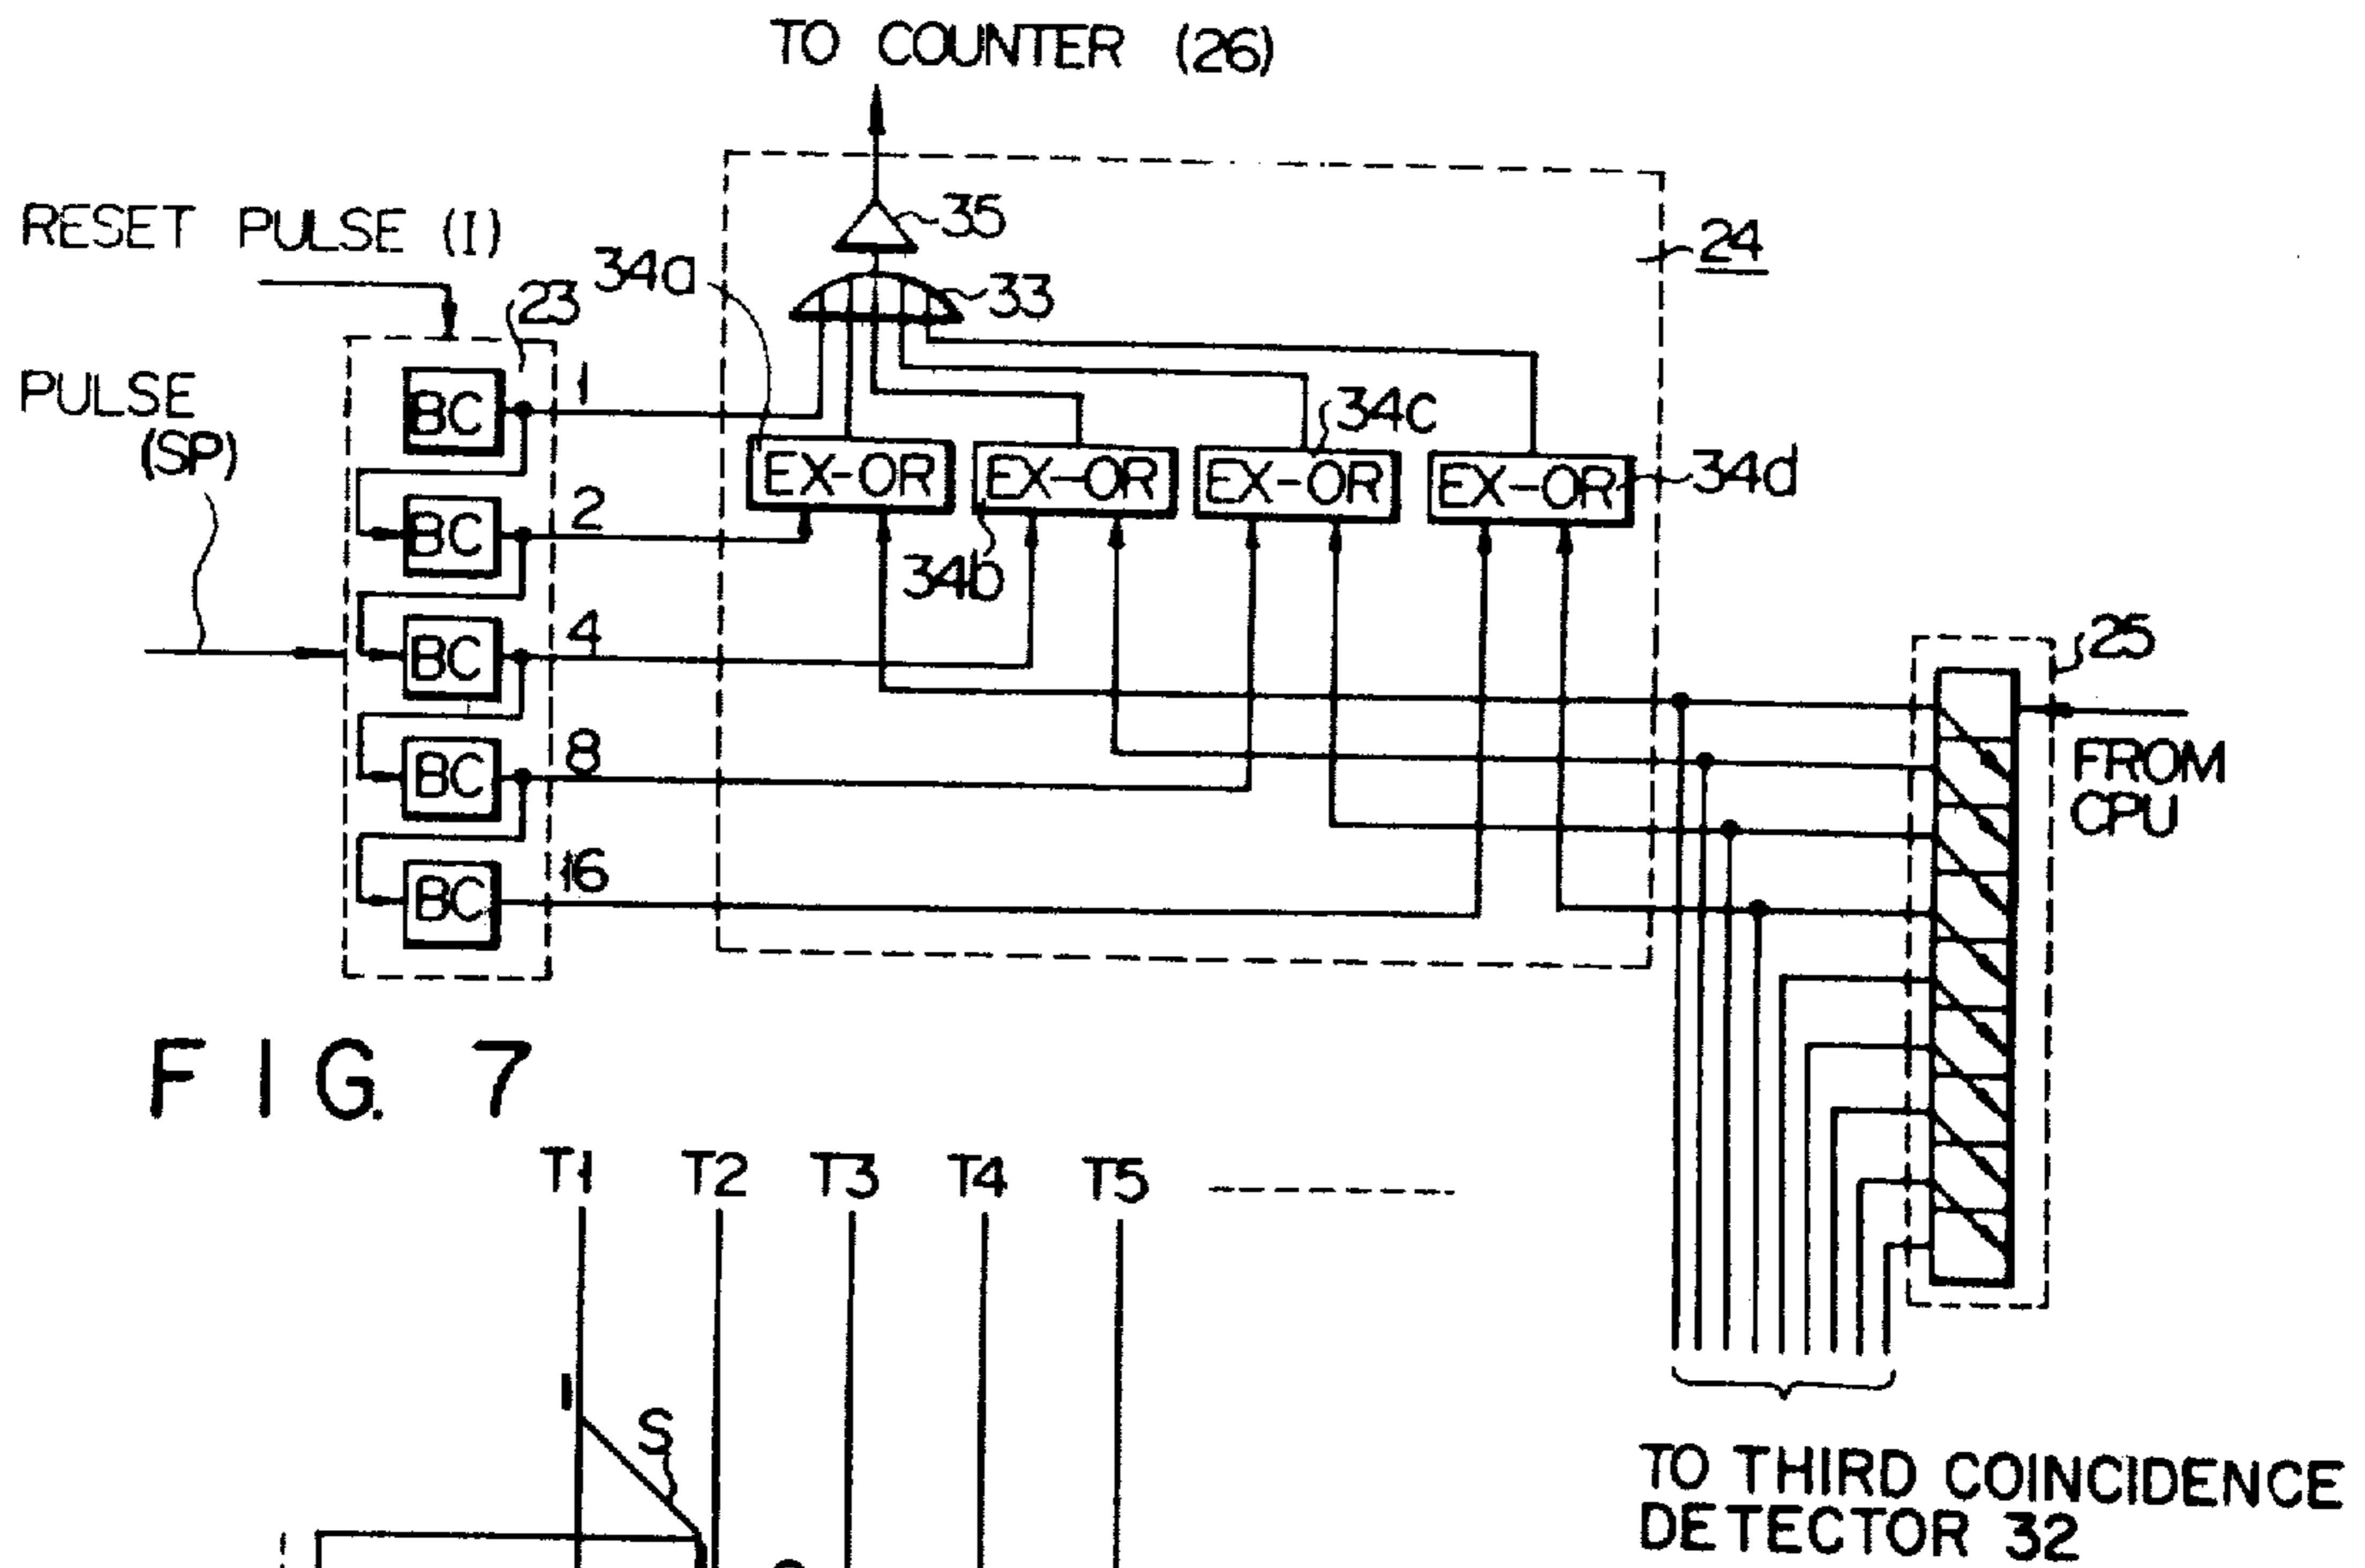 TO COUNTER (26)
RESET PULSE (I)
35
24
34a
33
23
PULSE
(SP)
BC
1
34c
EX-OR
EX-OR
EX-OR
EX-OR
34d
BC
2
34b
BC
4
25
BC
8
FROM
CPU
BC
16
FIG. 7
T1 T2 T3 T4 T5
1
S
TO THIRD COINCIDENCE
DETECTOR 32